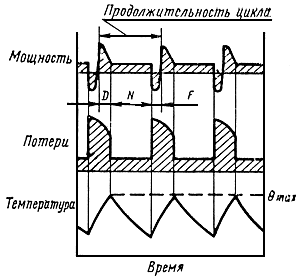 Продолжительность цикла
Мощность
D N F
Потери
Температура
θmax
Время